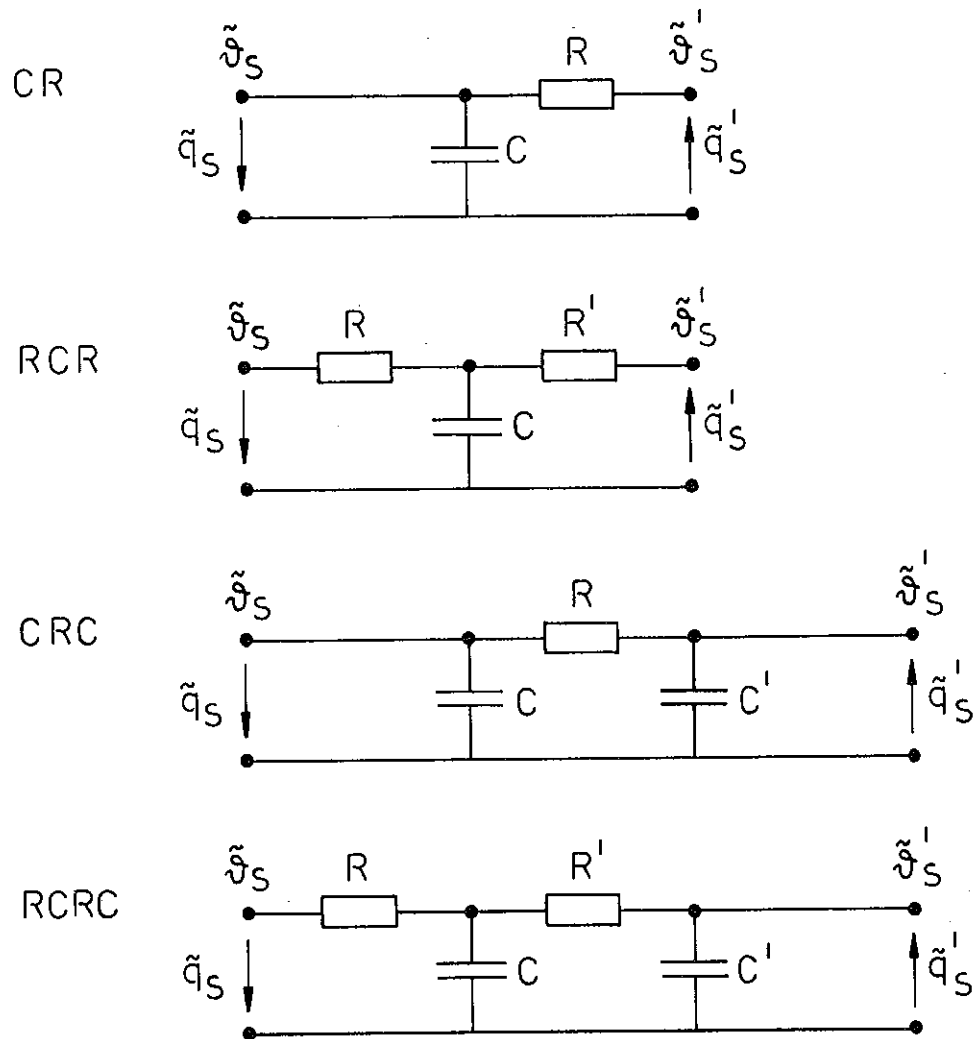 ϑ̃S R ϑ̃'S
CR
q̃S C q̃'S
ϑ̃S R R' ϑ̃'S
RCR
q̃S C q̃'S
ϑ̃S R ϑ̃'S
CRC
q̃S C C' q̃'S
ϑ̃S R R' ϑ̃'S
RCRC
q̃S C C' q̃'S